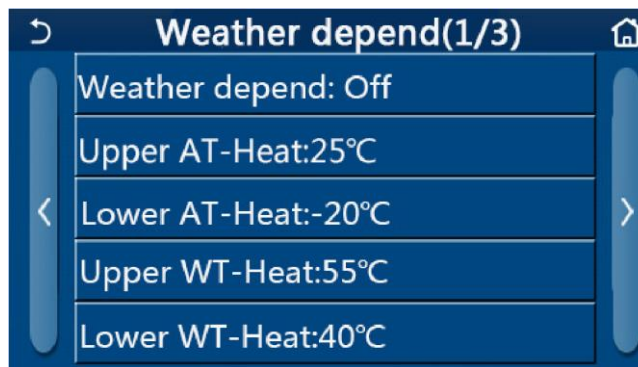 Weather depend(1/3)
Weather depend: Off
Upper AT-Heat:25℃
Lower AT-Heat:-20℃
Upper WT-Heat:55℃
Lower WT-Heat:40℃